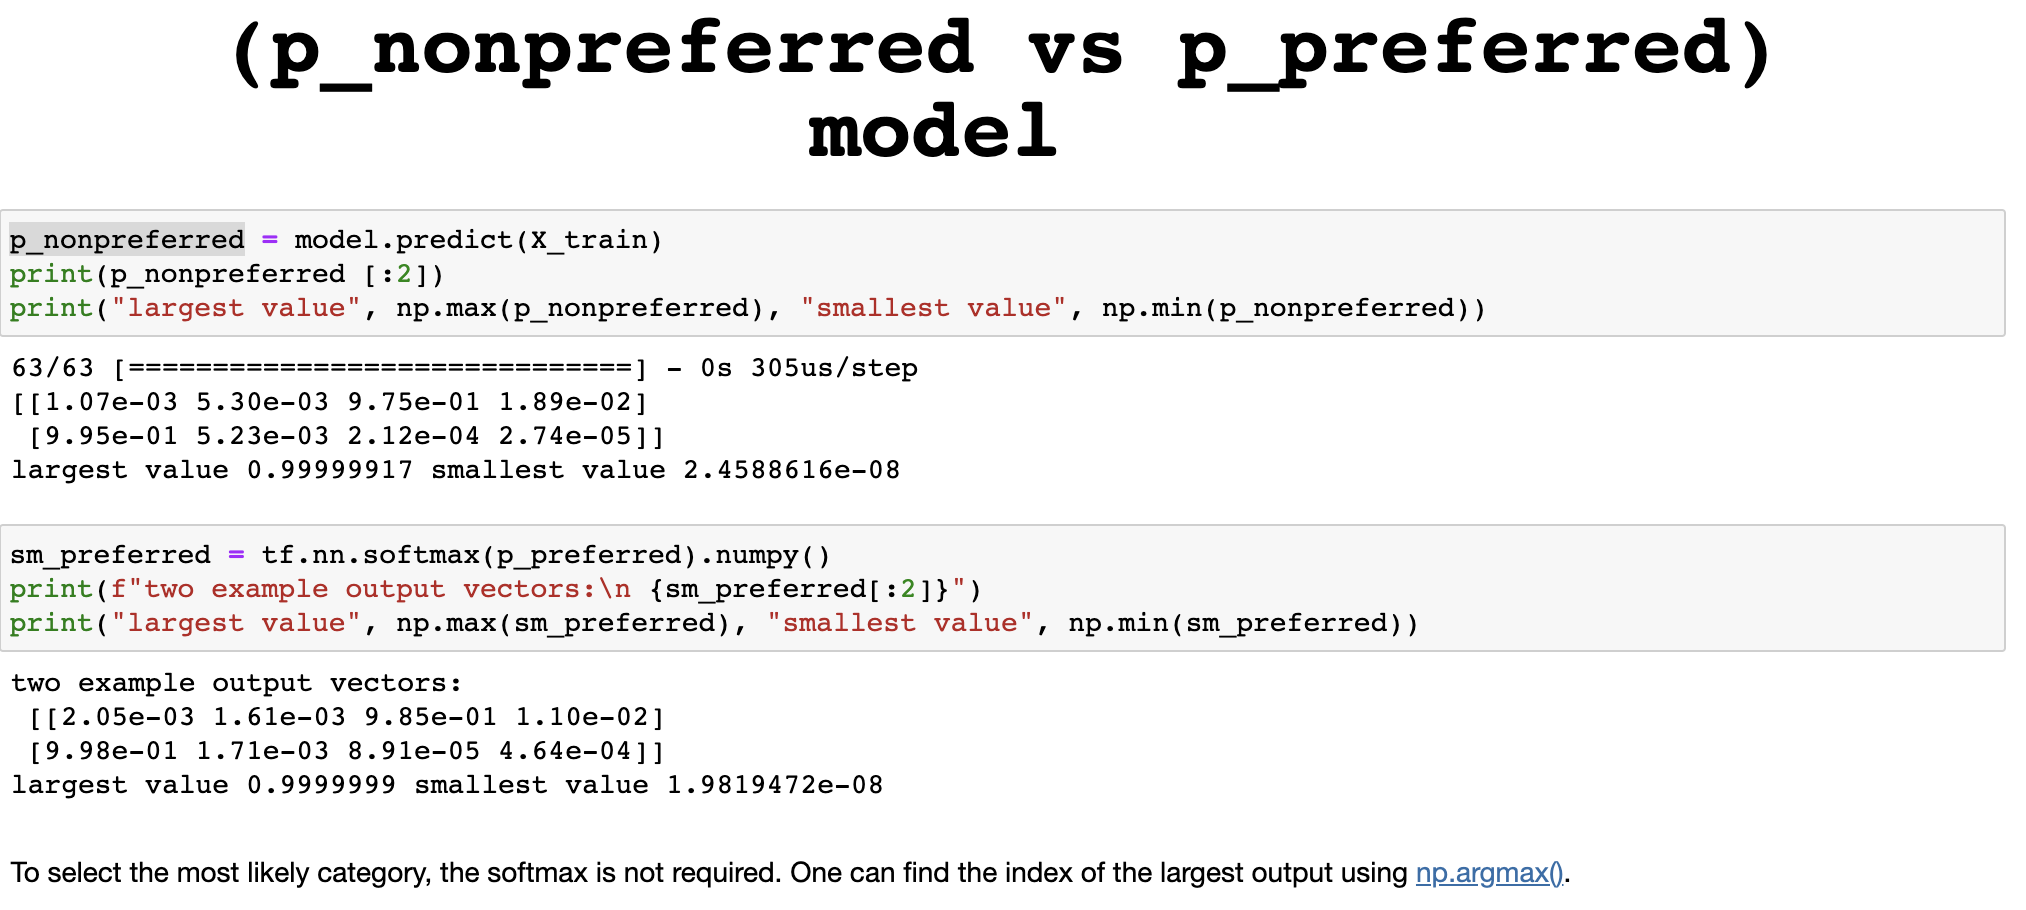 (p_nonpreferred vs p_preferred)
model
p_nonpreferred = model.predict(X_train)
print(p_nonpreferred [:2])
print("largest value", np.max(p_nonpreferred), "smallest value", np.min(p_nonpreferred))
63/63 [==============================] - 0s 305us/step
[[1.07e-03 5.30e-03 9.75e-01 1.89e-02]
 [9.95e-01 5.23e-03 2.12e-04 2.74e-05]]
largest value 0.99999917 smallest value 2.4588616e-08
sm_preferred = tf.nn.softmax(p_preferred).numpy()
print(f"two example output vectors:\n {sm_preferred[:2]}")
print("largest value", np.max(sm_preferred), "smallest value", np.min(sm_preferred))
two example output vectors:
 [[2.05e-03 1.61e-03 9.85e-01 1.10e-02]
 [9.98e-01 1.71e-03 8.91e-05 4.64e-04]]
largest value 0.9999999 smallest value 1.9819472e-08
To select the most likely category, the softmax is not required. One can find the index of the largest output using np.argmax().